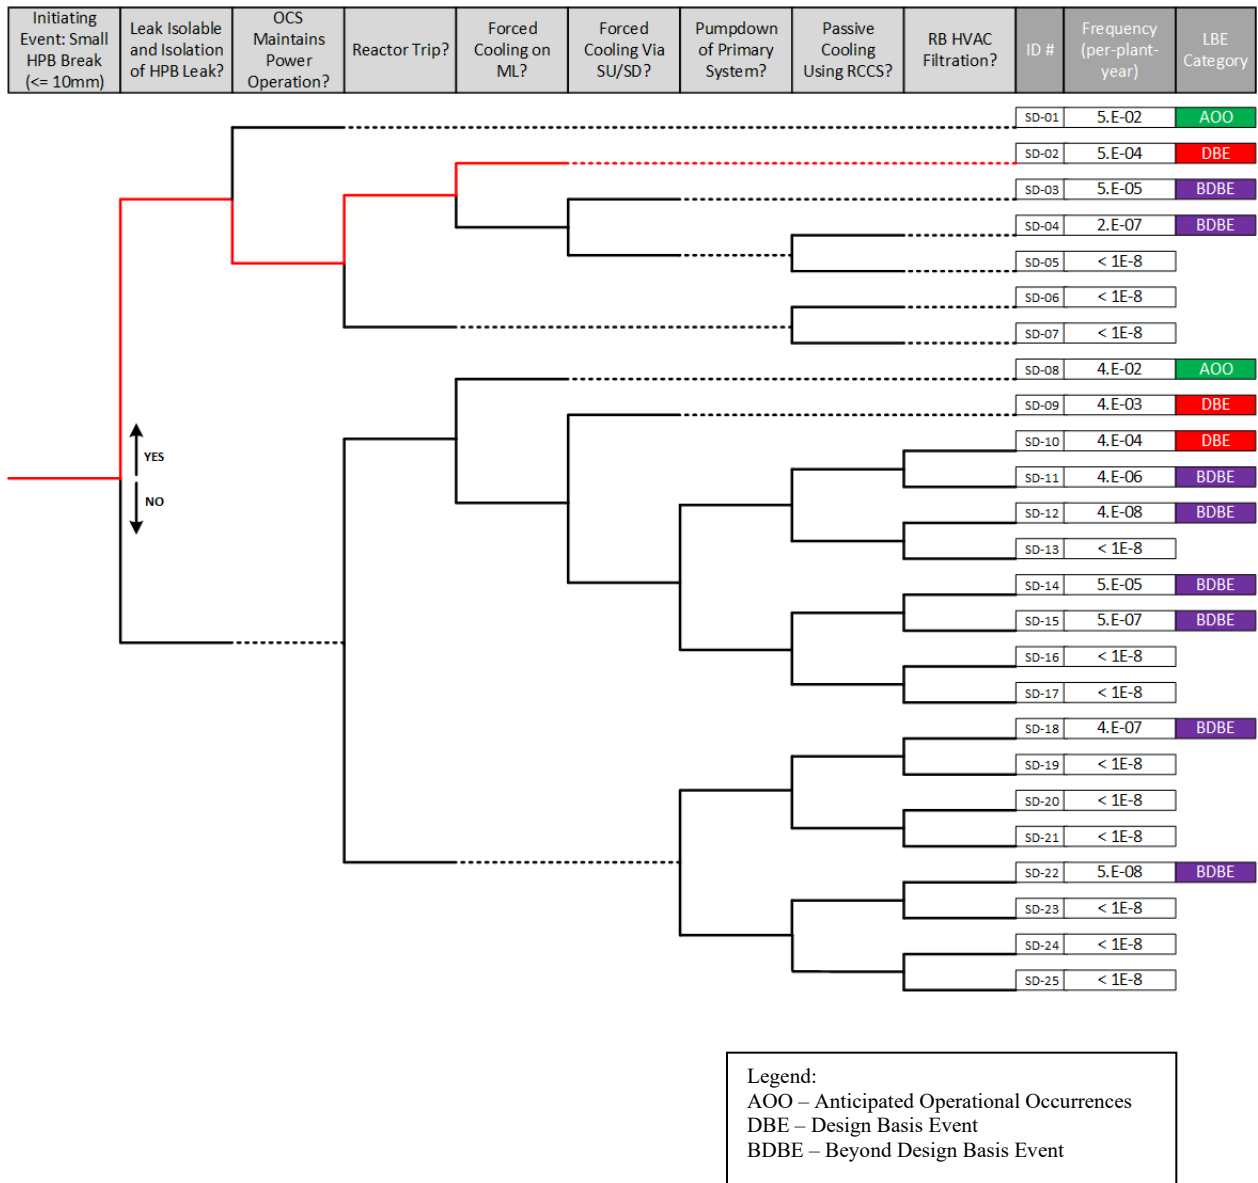 Initiating
Event: Small
HPB Break
(<= 10mm)
Leak Isolable
and Isolation
of HPB Leak?
OCS
Maintains
Power
Operation?
Reactor Trip?
Forced
Cooling on
ML?
Forced
Cooling Via
SU/SD?
Pumpdown
of Primary
System?
Passive
Cooling
Using RCCS?
RB HVAC
Filtration?
ID #
Frequency
(per-plant-
year)
LBE
Category
SD-01 5.E-02 AOO
SD-02 5.E-04 DBE
SD-03 5.E-05 BDBE
SD-04 2.E-07 BDBE
SD-05 < 1E-8
SD-06 < 1E-8
SD-07 < 1E-8
SD-08 4.E-02 AOO
SD-09 4.E-03 DBE
SD-10 4.E-04 DBE
YES
SD-11 4.E-06 BDBE
NO
SD-12 4.E-08 BDBE
SD-13 < 1E-8
SD-14 5.E-05 BDBE
SD-15 5.E-07 BDBE
SD-16 < 1E-8
SD-17 < 1E-8
SD-18 4.E-07 BDBE
SD-19 < 1E-8
SD-20 < 1E-8
SD-21 < 1E-8
SD-22 5.E-08 BDBE
SD-23 < 1E-8
SD-24 < 1E-8
SD-25 < 1E-8
Legend:
AOO – Anticipated Operational Occurrences
DBE – Design Basis Event
BDBE – Beyond Design Basis Event